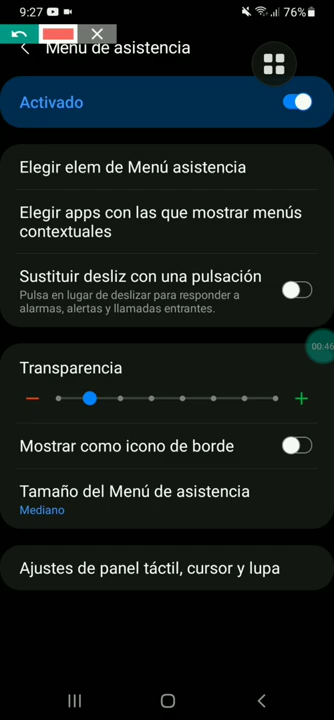 9:27
76%
Menú de asistencia
Activado
Elegir elem de Menú asistencia
Elegir apps con las que mostrar menús
contextuales
Sustituir desliz con una pulsación
Pulsa en lugar de deslizar para responder a
alarmas, alertas y llamadas entrantes.
00:46
Transparencia
Mostrar como icono de borde
Tamaño del Menú de asistencia
Mediano
Ajustes de panel táctil, cursor y lupa